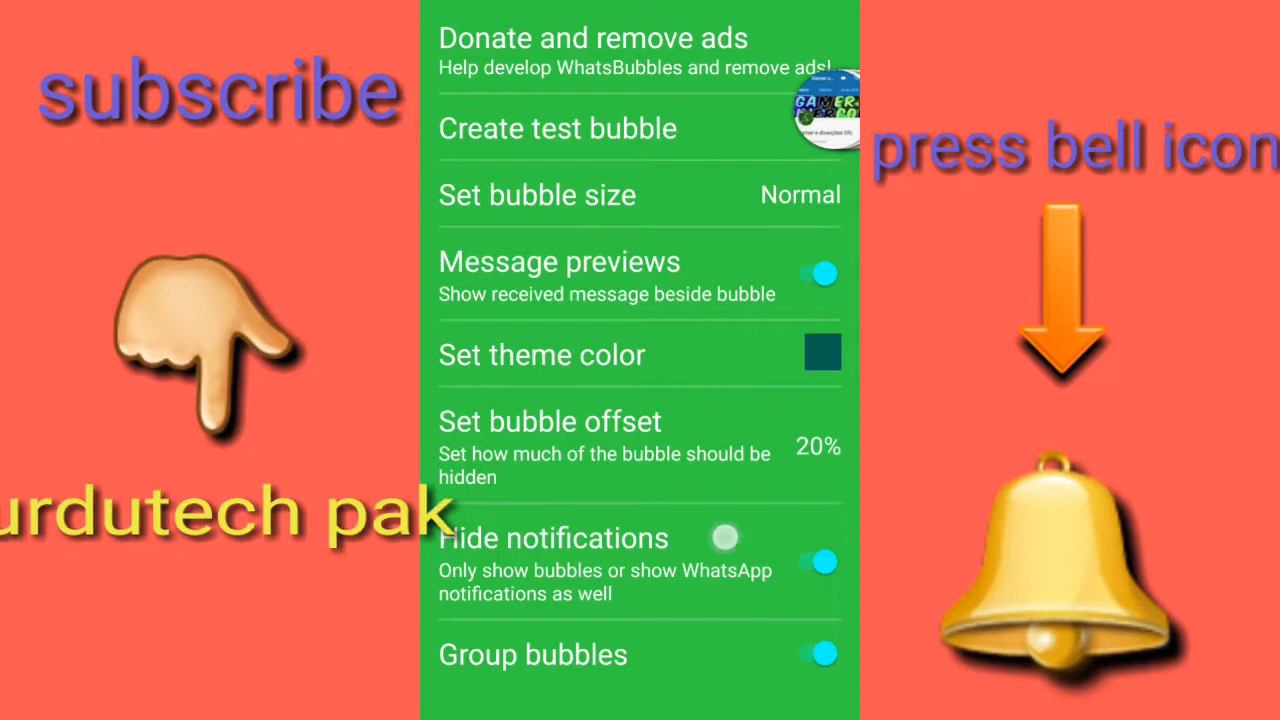 subscribe
urdutech pak
Donate and remove ads
Help develop WhatsBubbles and remove ads!
Create test bubble
Set bubble size
Normal
Message previews
Show received message beside bubble
Set theme color
Set bubble offset
Set how much of the bubble should be
hidden
20%
Hide notifications
Only show bubbles or show WhatsApp
notifications as well
Group bubbles
press bell icon